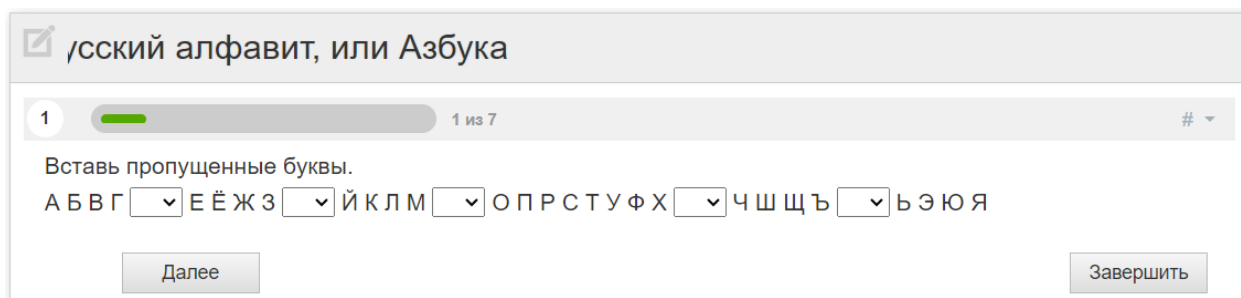 усский алфавит, или Азбука
1 1 из 7 #
Вставь пропущенные буквы.
А Б В Г Е Ё Ж З Й К Л М О П Р С Т У Ф Х Ч Ш Щ Ъ Ь Э Ю Я
Далее Завершить